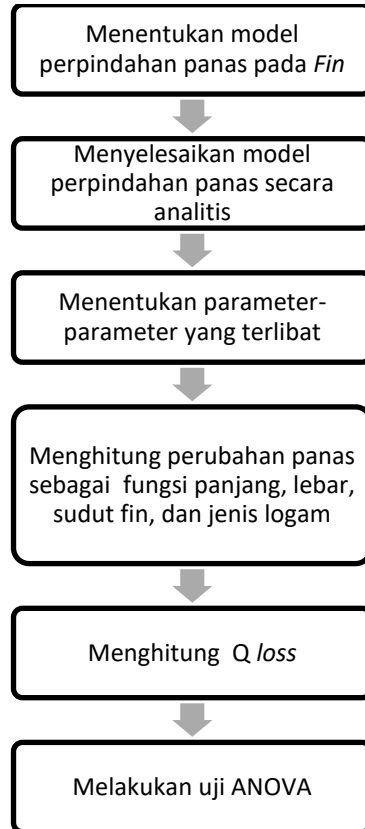 Menentukan model
perpindahan panas pada Fin
Menyelesaikan model
perpindahan panas secara
analitis
Menentukan parameter-
parameter yang terlibat
Menghitung perubahan panas
sebagai fungsi panjang, lebar,
sudut fin, dan jenis logam
Menghitung Q loss
Melakukan uji ANOVA